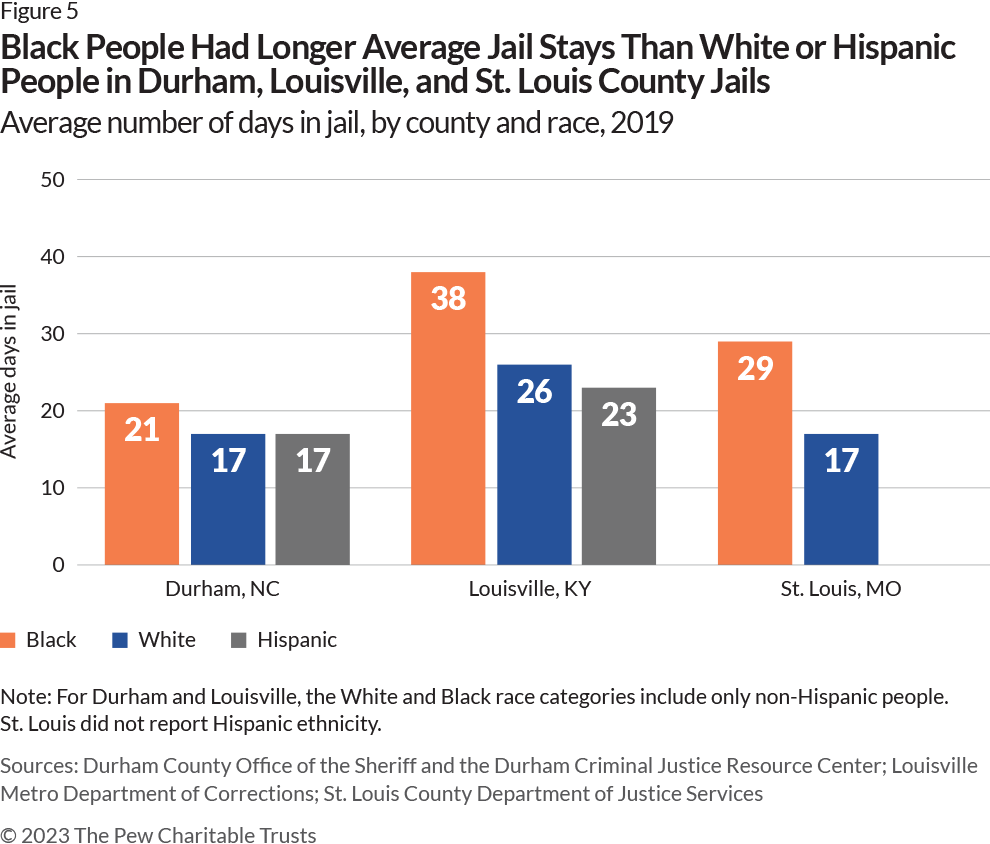 Figure 5
Black People Had Longer Average Jail Stays Than White or Hispanic
People in Durham, Louisville, and St. Louis County Jails
Average number of days in jail, by county and race, 2019
Average days in jail
50
40
30
20
10
0
21
17
17
38
26
23
29
17
Durham, NC
Louisville, KY
St. Louis, MO
Black
White
Hispanic
Note: For Durham and Louisville, the White and Black race categories include only non-Hispanic people.
St. Louis did not report Hispanic ethnicity.
Sources: Durham County Office of the Sheriff and the Durham Criminal Justice Resource Center; Louisville
Metro Department of Corrections; St. Louis County Department of Justice Services
© 2023 The Pew Charitable Trusts